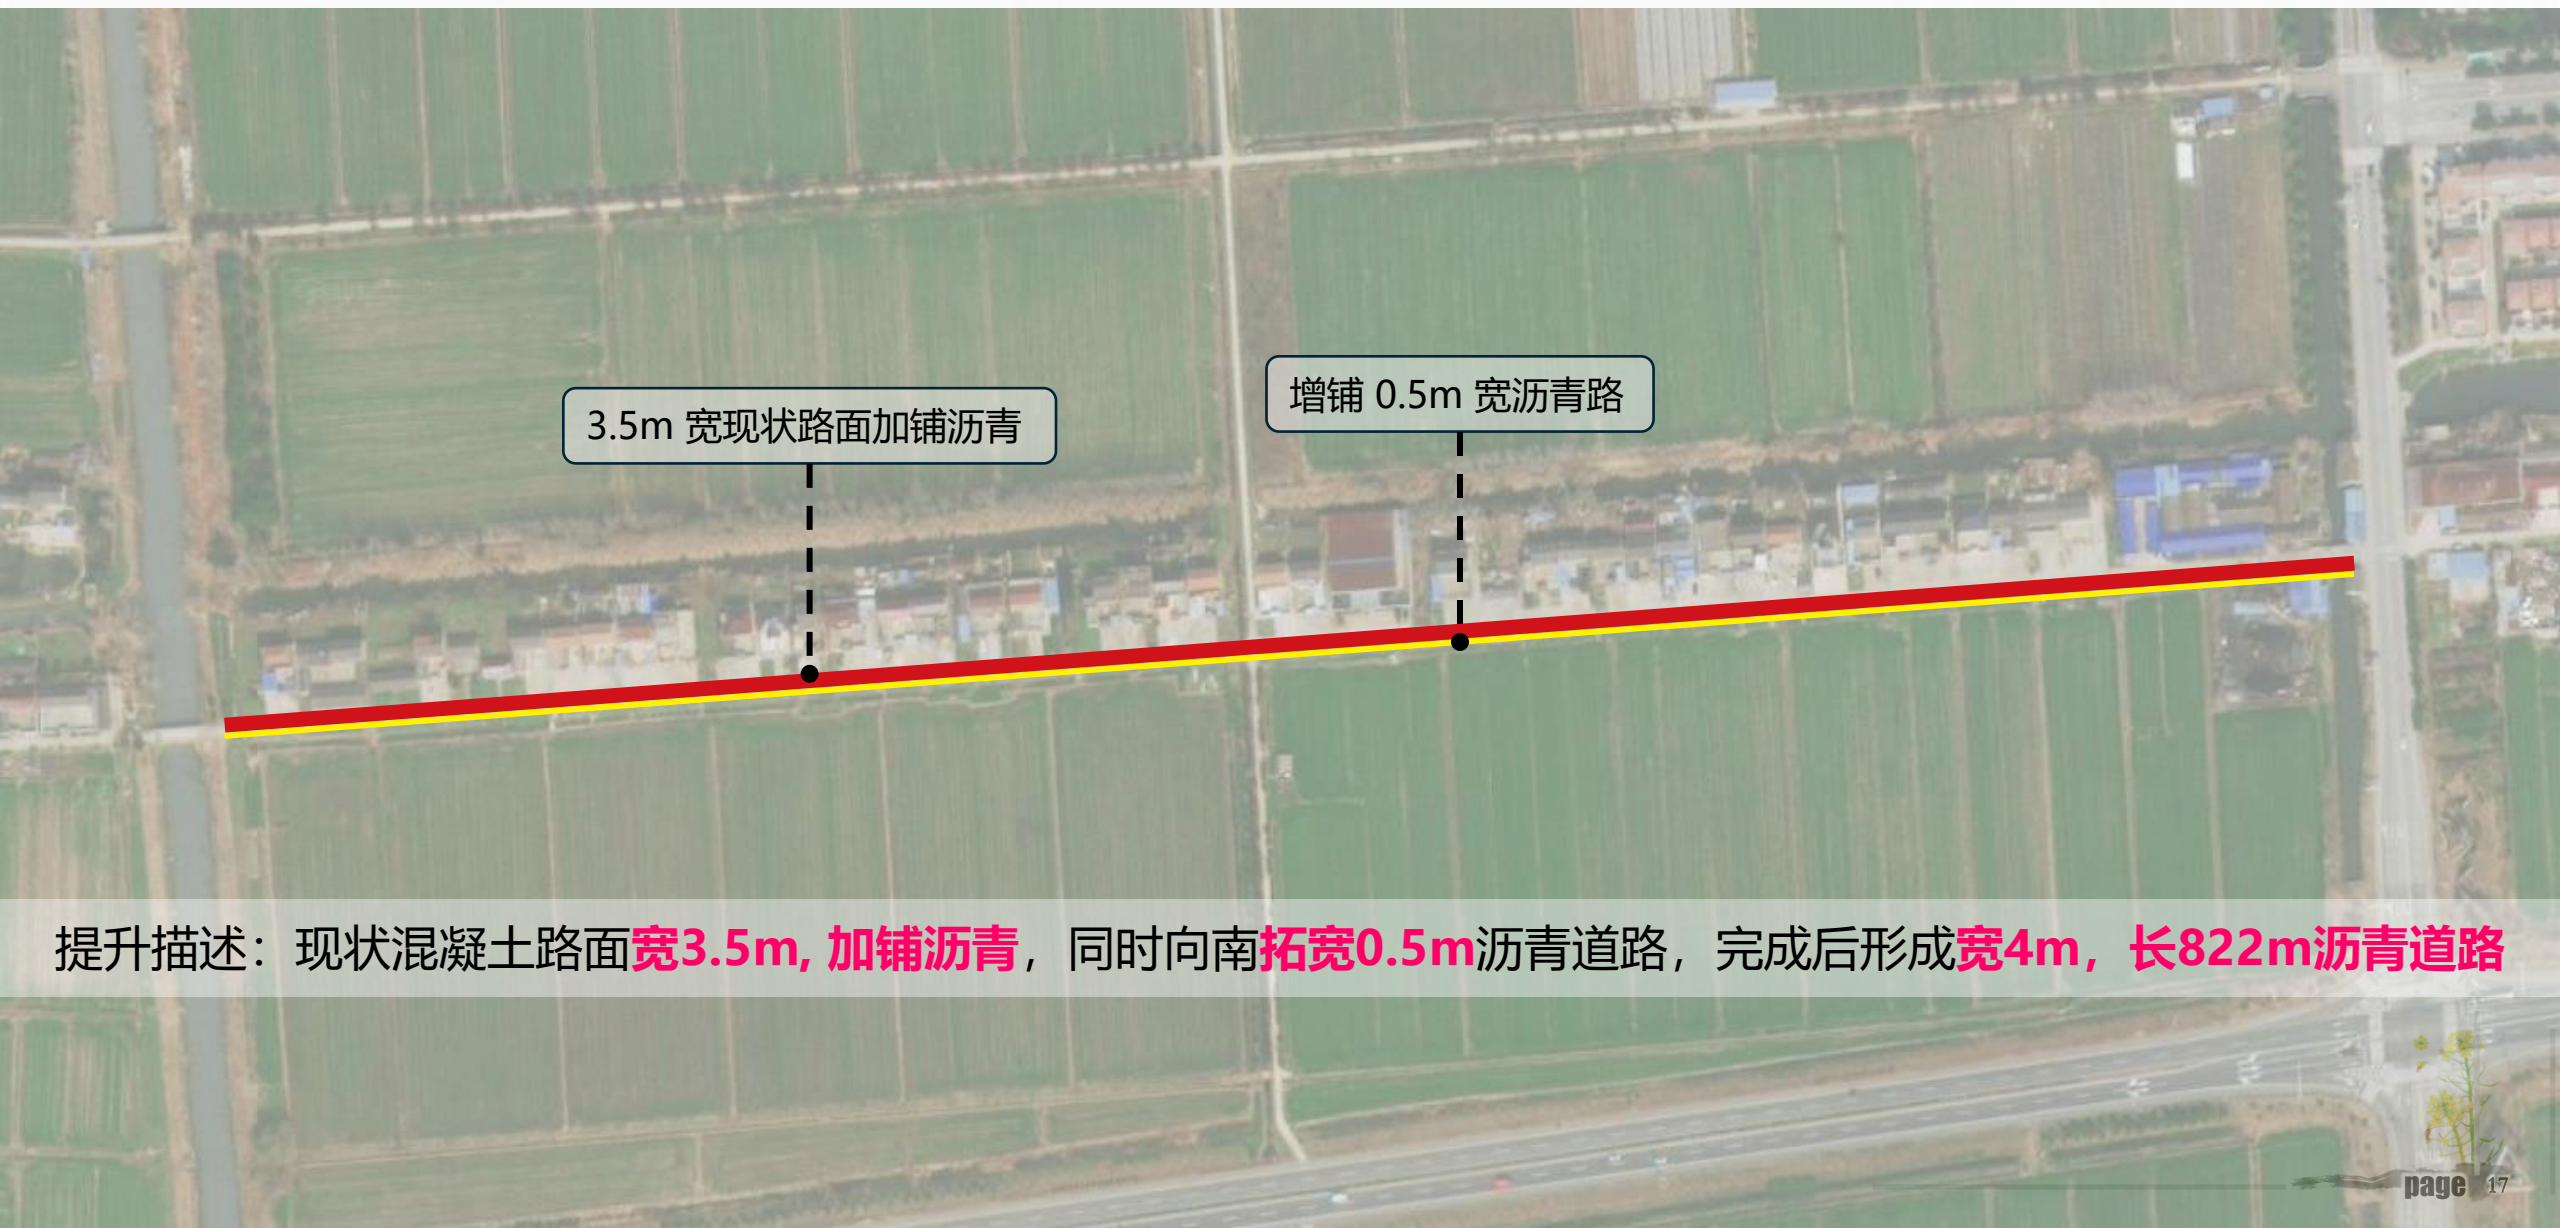 增铺 0.5m 宽沥青路
3.5m 宽现状路面加铺沥青
提升描述：现状混凝土路面宽3.5m, 加铺沥青，同时向南拓宽0.5m沥青道路，完成后形成宽4m，长822m沥青道路
page 17